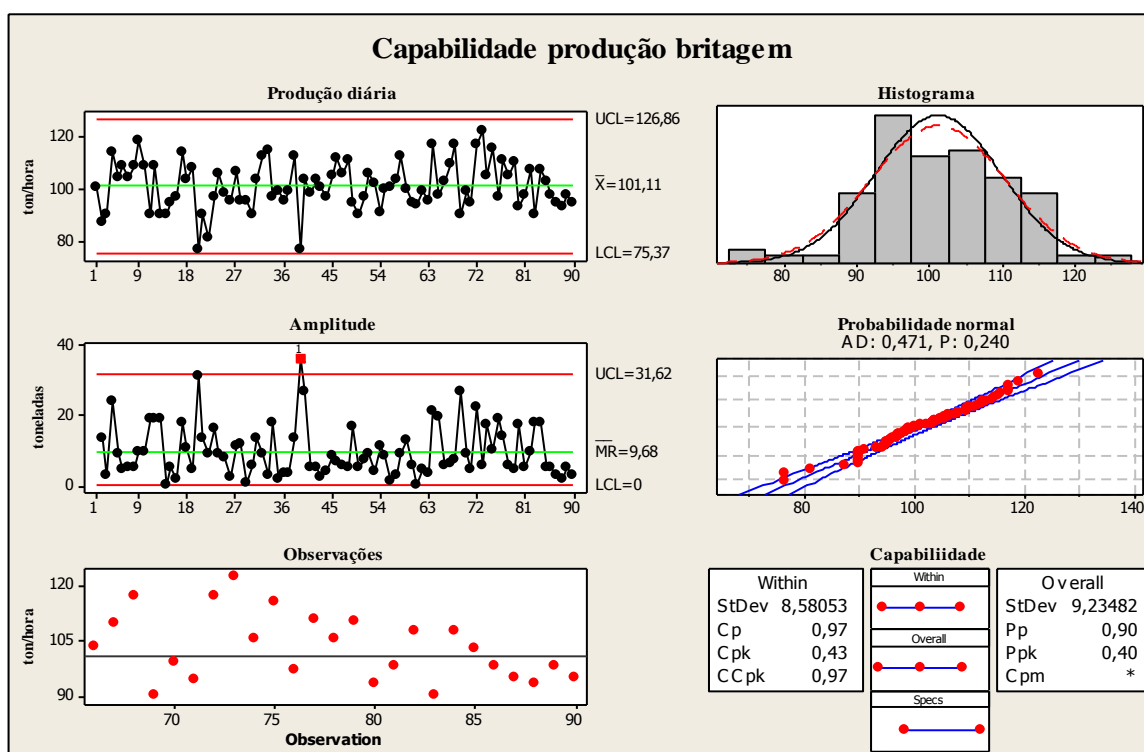 Capabilidade produção britagem
Produção diária
ton/hora
120
100
80
1 9 18 27 36 45 54 63 72 81 90
UCL=126,86
X=101,11
LCL=75,37
Histograma
80 90 100 110 120
Amplitude
toneladas
40
20
0
1
1 9 18 27 36 45 54 63 72 81 90
UCL=31,62
MR=9,68
LCL=0
Probabilidade normal
AD: 0,471, P: 0,240
80 100 120 140
Observações
ton/hora
120
105
90
70 75 80 85 90
Observation
Capabiliidade
Within
StDev 8,58053
Cp 0,97
Cpk 0,43
CCpk 0,97
Within
Overall
Specs
Overall
StDev 9,23482
Pp 0,90
Ppk 0,40
Cpm *